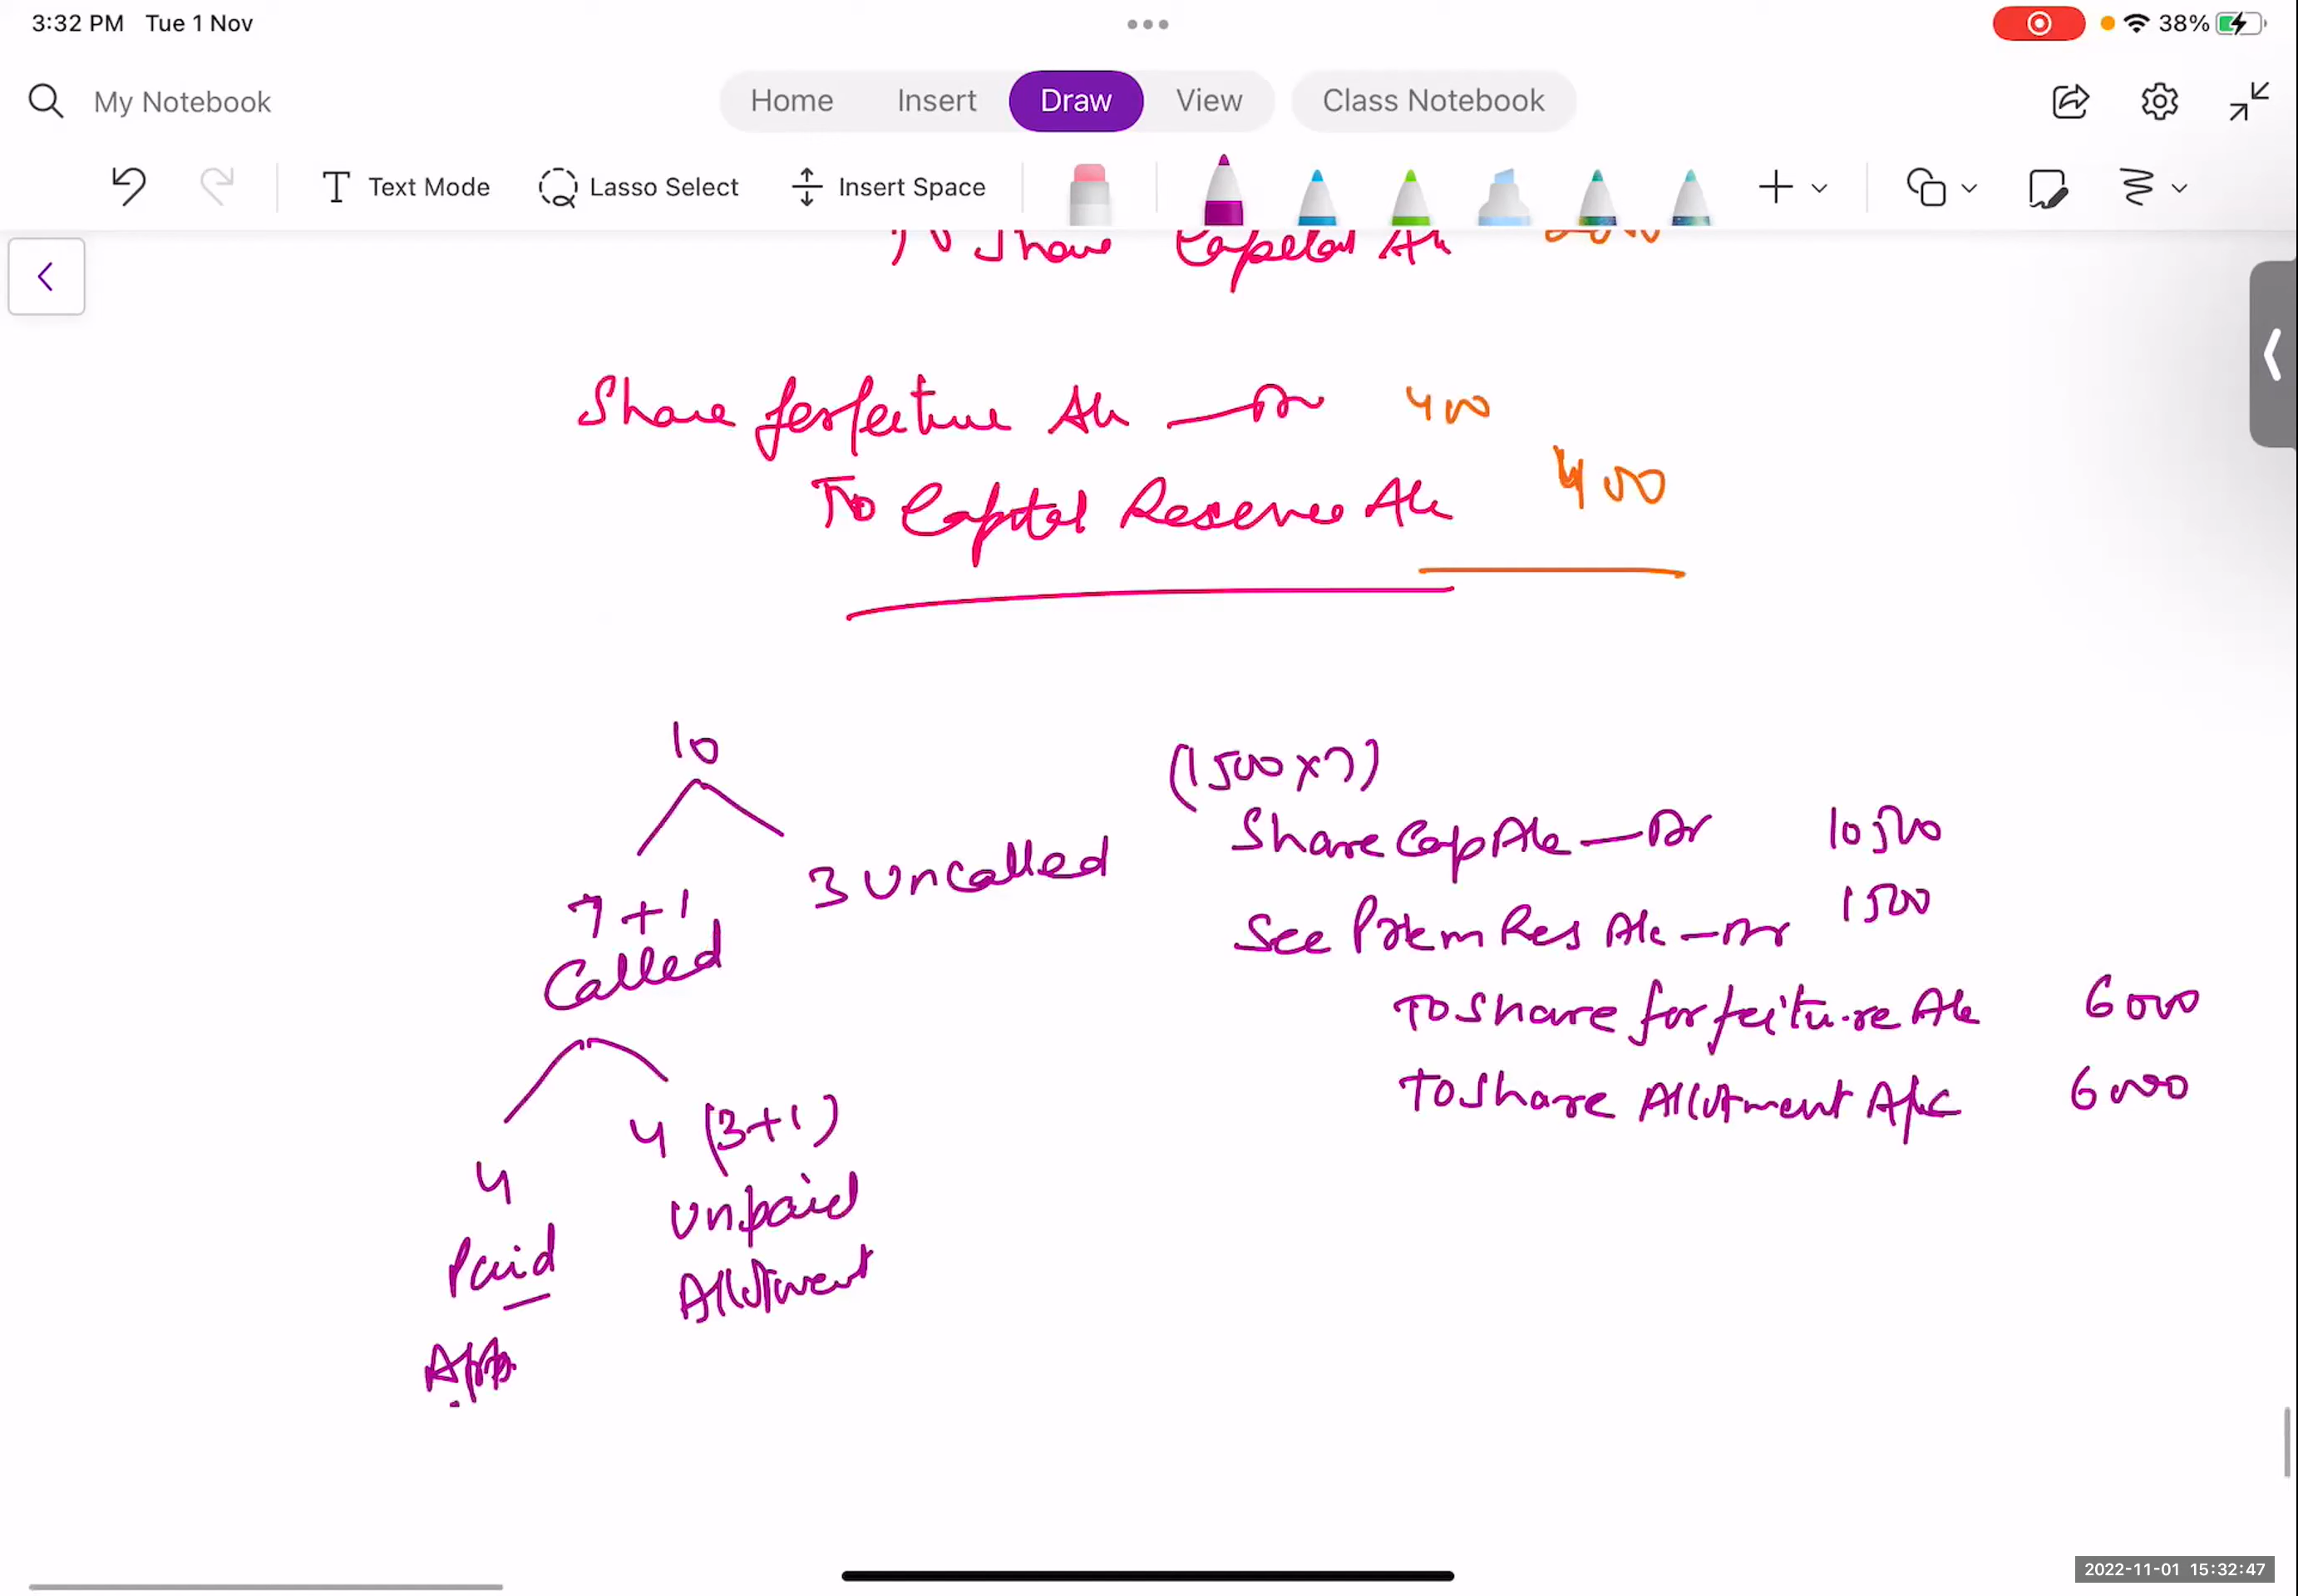 3:32 PM Tue 1 Nov
38%
My Notebook
Home Insert Draw View Class Notebook
Text Mode Lasso Select Insert Space
To Share Capital A/c
Share forfeiture A/c — Dr 400
To Capital Reserve A/c 400
10
7 + 1 3 Uncalled
Called
4 4 (3+1)
Paid Unpaid
Allotment
(1500 x 7)
Share Cap A/c — Dr 10500
Sec Prem Res A/c — Dr 1500
To Share forfeiture A/c 6000
To Share Allotment A/c 6000
2022-11-01 15:32:47